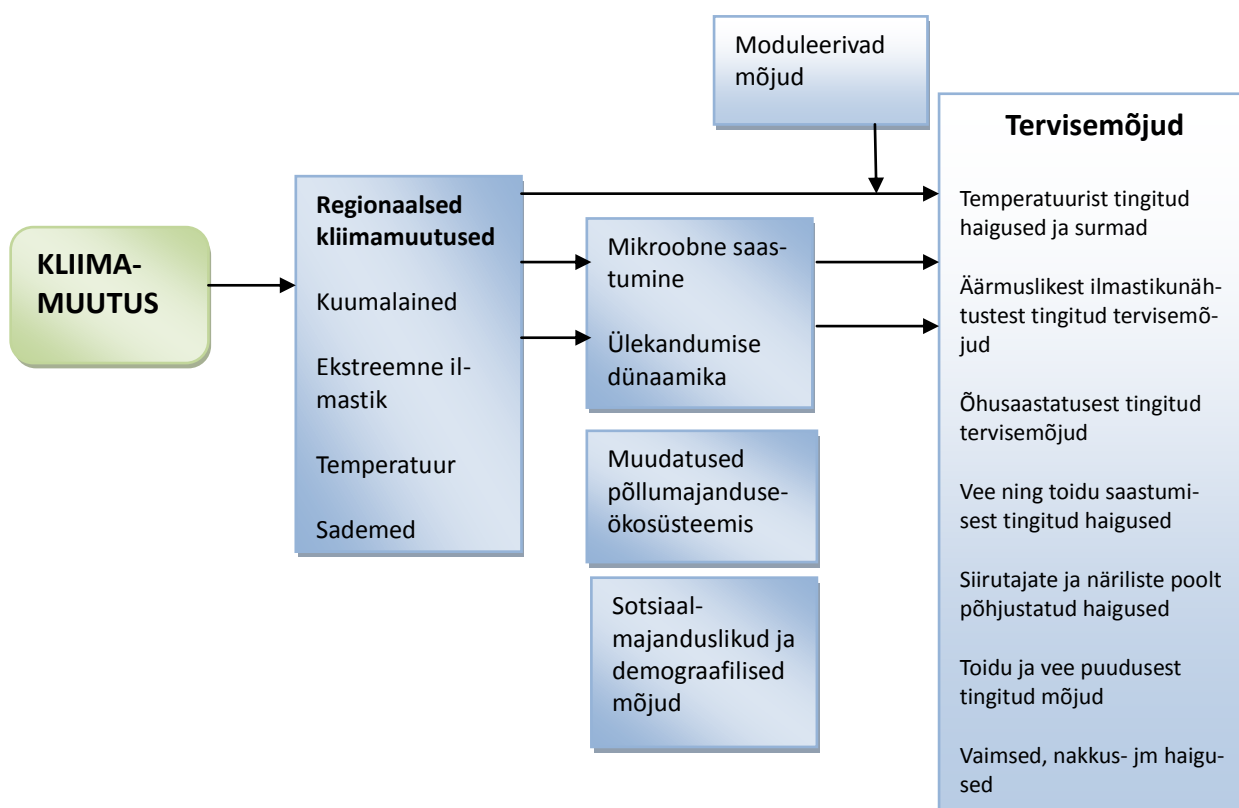 Moduleerivad
mõjud
Tervisemõjud
Temperatuurist tingitud
haigused ja surmad
Äärmuslikest ilmastikunäh-
tustest tingitud tervisemõ-
jud
Õhusaastatusest tingitud
tervisemõjud
Vee ning toidu saastumi-
sest tingitud haigused
Siirutajate ja näriliste poolt
põhjustatud haigused
Toidu ja vee puudusest
tingitud mõjud
Vaimsed, nakkus- jm haigu-
sed
KLIIMA-
MUUTUS
Regionaalsed
kliimamuutused
Kuumalained
Ekstreemne il-
mastik
Temperatuur
Sademed
Mikroobne saas-
tumine
Ülekandumise
dünaamika
Muudatused
põllumajanduse-
ökosüsteemis
Sotsiaal-
majanduslikud ja
demograafilised
mõjud